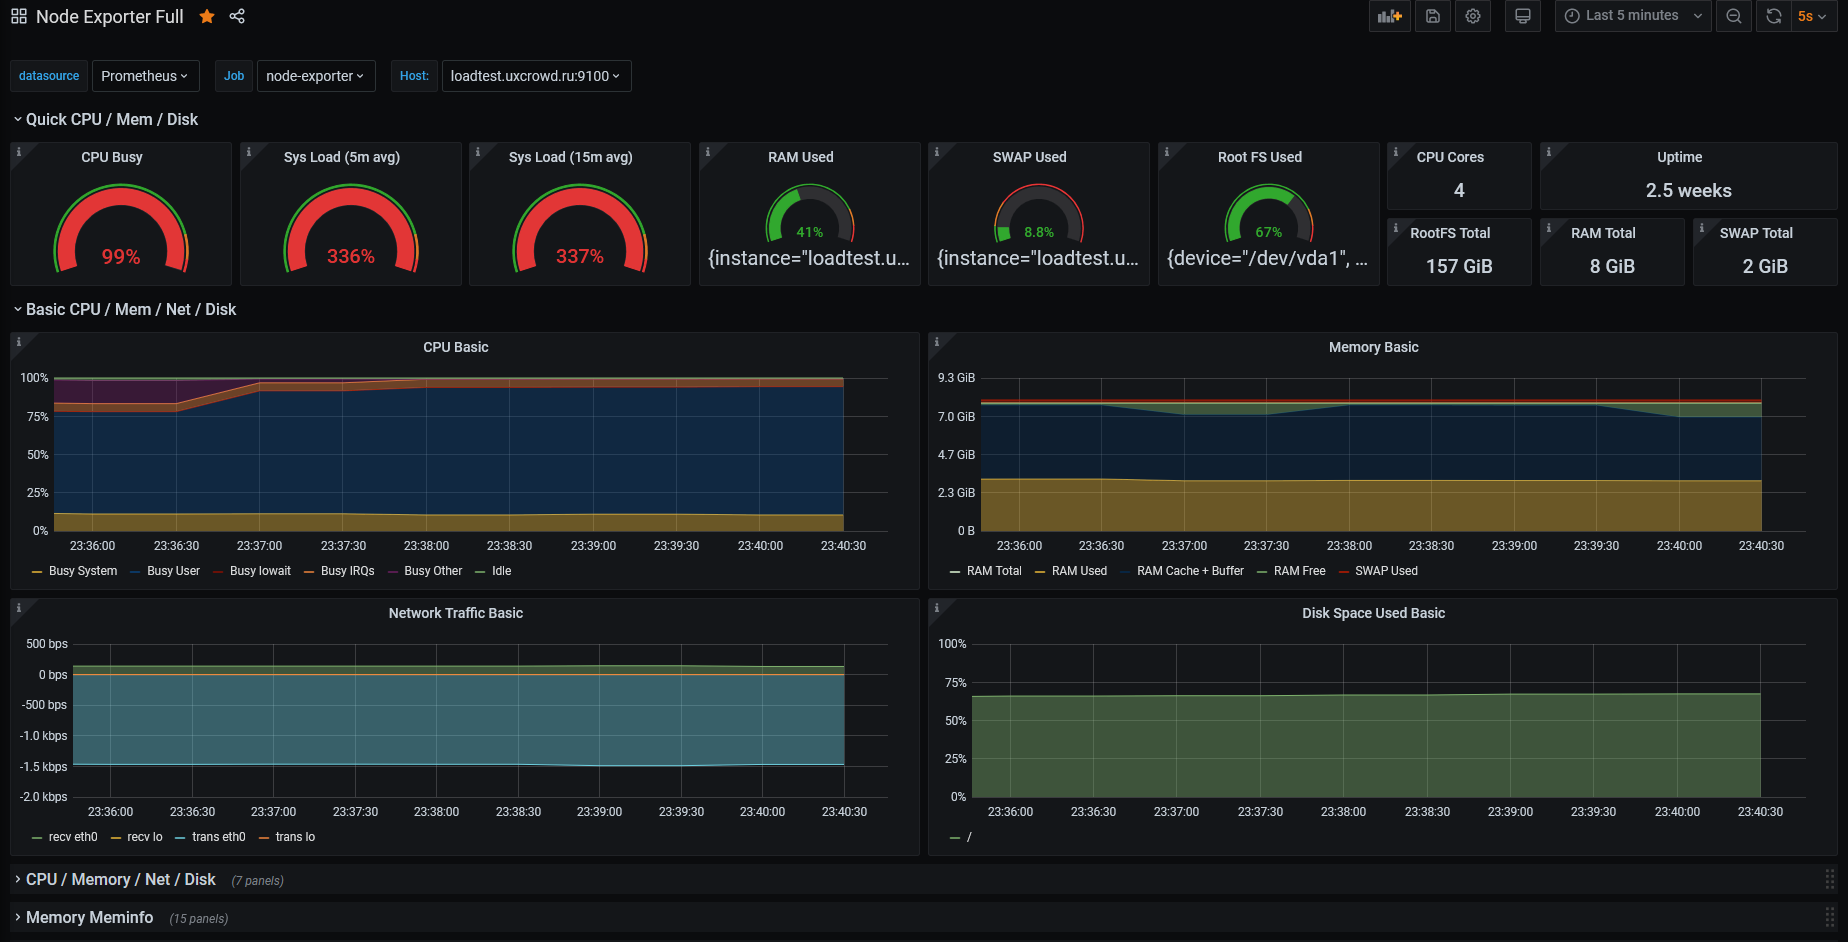 Node Exporter Full
Last 5 minutes
5s
datasource Prometheus Job node-exporter Host: loadtest.uxcrowd.ru:9100
Quick CPU / Mem / Disk
CPU Busy
99%
Sys Load (5m avg)
336%
Sys Load (15m avg)
337%
RAM Used
41%
{instance="loadtest.u...
SWAP Used
8.8%
{instance="loadtest.u...
Root FS Used
67%
{device="/dev/vda1", ...
CPU Cores
4
Uptime
2.5 weeks
RootFS Total
157 GiB
RAM Total
8 GiB
SWAP Total
2 GiB
Basic CPU / Mem / Net / Disk
CPU Basic
100%
75%
50%
25%
0%
23:36:00 23:36:30 23:37:00 23:37:30 23:38:00 23:38:30 23:39:00 23:39:30 23:40:00 23:40:30
Busy System Busy User Busy Iowait Busy IRQs Busy Other Idle
Memory Basic
9.3 GiB
7.0 GiB
4.7 GiB
2.3 GiB
0 B
23:36:00 23:36:30 23:37:00 23:37:30 23:38:00 23:38:30 23:39:00 23:39:30 23:40:00 23:40:30
RAM Total RAM Used RAM Cache + Buffer RAM Free SWAP Used
Network Traffic Basic
500 bps
0 bps
-500 bps
-1.0 kbps
-1.5 kbps
-2.0 kbps
23:36:00 23:36:30 23:37:00 23:37:30 23:38:00 23:38:30 23:39:00 23:39:30 23:40:00 23:40:30
recv eth0 recv lo trans eth0 trans lo
Disk Space Used Basic
100%
75%
50%
25%
0%
23:36:00 23:36:30 23:37:00 23:37:30 23:38:00 23:38:30 23:39:00 23:39:30 23:40:00 23:40:30
/
CPU / Memory / Net / Disk (7 panels)
Memory Meminfo (15 panels)